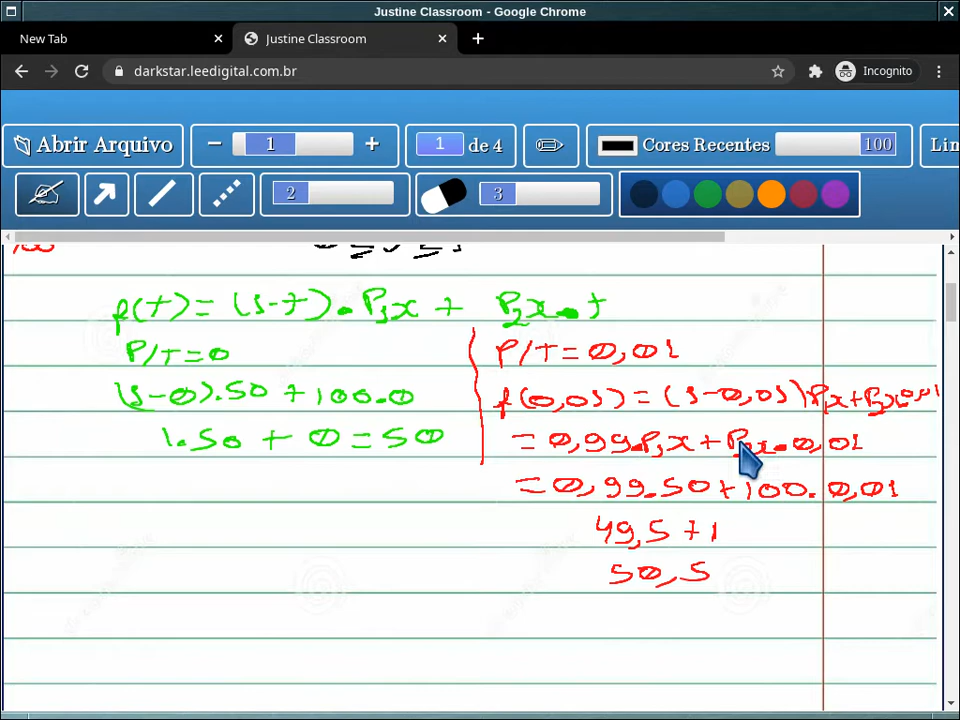 Justine Classroom - Google Chrome
New Tab
Justine Classroom
darkstar.leedigital.com.br
Incognito
Abrir Arquivo
1
1 de 4
Cores Recentes
100
Lin
2
3
0 ≤ t ≤ 1
f(t) = (1-t).P1x + P2x.t
P/T=0
(1-0).50+100.0
1.50 + 0 = 50
P/T=0,01
f(0,01) = (1-0,01)P1x+P2x0,01
= 0,99.P1x+P2x.0,01
= 0,99.50+100.0,01
49,5 + 1
50,5